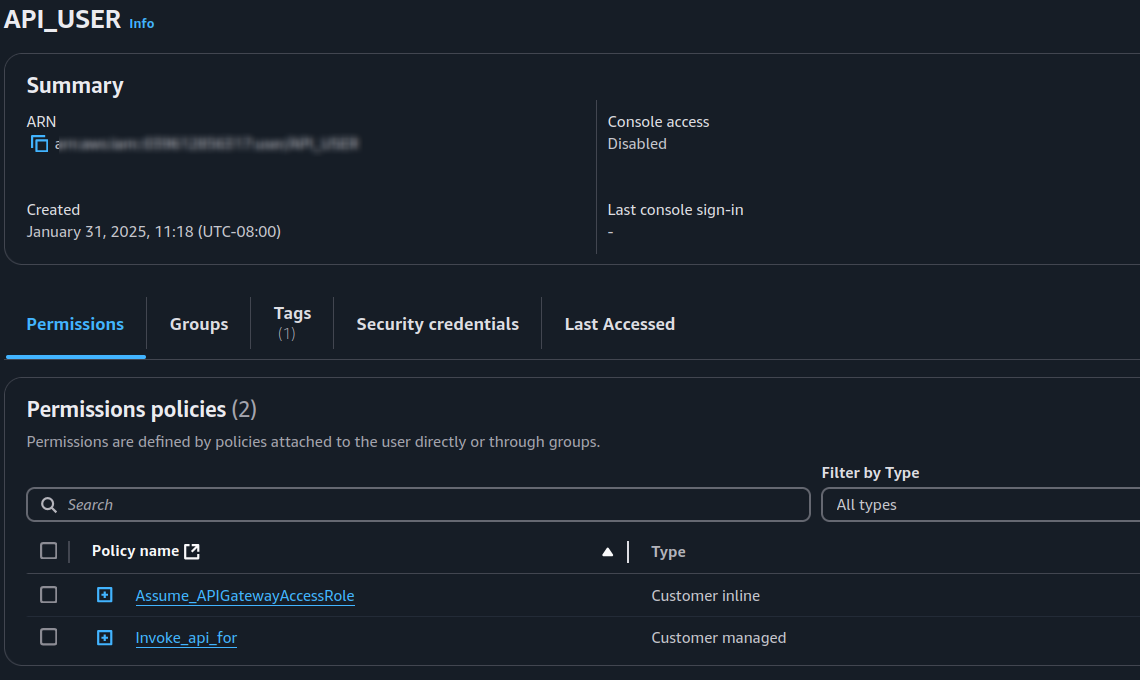 API_USER Info
Summary
ARN
Console access
Disabled
Created
January 31, 2025, 11:18 (UTC-08:00)
Last console sign-in
-
Permissions
Groups
Tags
(1)
Security credentials
Last Accessed
Permissions policies (2)
Permissions are defined by policies attached to the user directly or through groups.
Filter by Type
Search
All types
Policy name
Type
Assume_APIGatewayAccessRole
Customer inline
Invoke_api_for
Customer managed